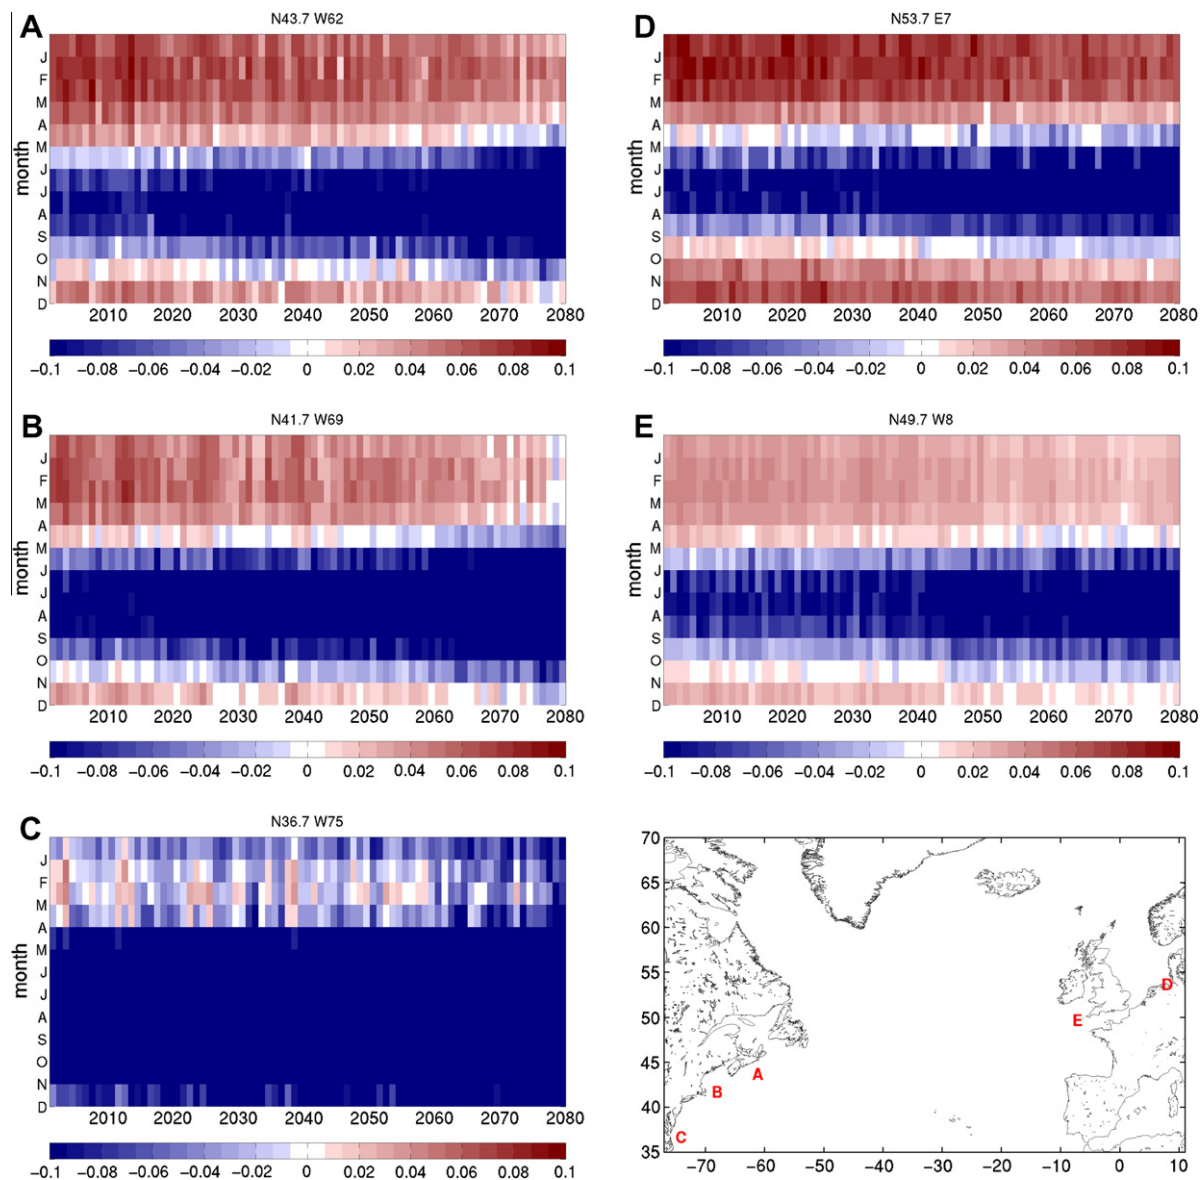 A
N43.7 W62
month
J
F
M
A
M
J
J
A
S
O
N
D
2010 2020 2030 2040 2050 2060 2070 2080
−0.1 −0.08 −0.06 −0.04 −0.02 0 0.02 0.04 0.06 0.08 0.1
D
N53.7 E7
month
J
F
M
A
M
J
J
A
S
O
N
D
2010 2020 2030 2040 2050 2060 2070 2080
−0.1 −0.08 −0.06 −0.04 −0.02 0 0.02 0.04 0.06 0.08 0.1
B
N41.7 W69
month
J
F
M
A
M
J
J
A
S
O
N
D
2010 2020 2030 2040 2050 2060 2070 2080
−0.1 −0.08 −0.06 −0.04 −0.02 0 0.02 0.04 0.06 0.08 0.1
E
N49.7 W8
month
J
F
M
A
M
J
J
A
S
O
N
D
2010 2020 2030 2040 2050 2060 2070 2080
−0.1 −0.08 −0.06 −0.04 −0.02 0 0.02 0.04 0.06 0.08 0.1
C
N36.7 W75
month
J
F
M
A
M
J
J
A
S
O
N
D
2010 2020 2030 2040 2050 2060 2070 2080
−0.1 −0.08 −0.06 −0.04 −0.02 0 0.02 0.04 0.06 0.08 0.1
70
65
60
55
50
45
40
35
D
E
A
B
C
−70 −60 −50 −40 −30 −20 −10 0 10